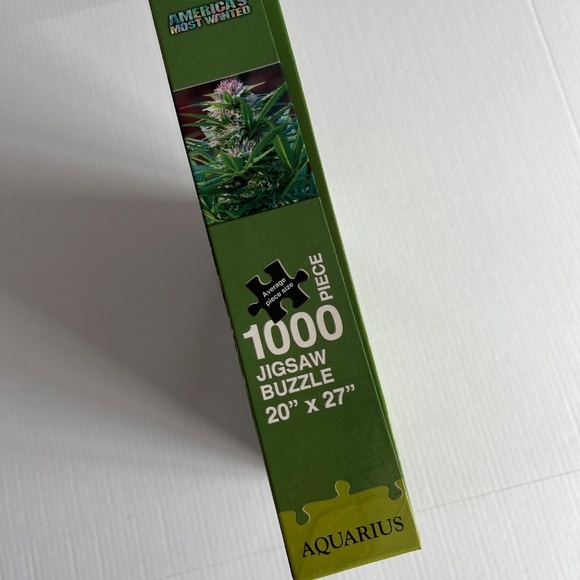 AMERICA'S
MOST WANTED
Average
piece size
1000
PIECE
JIGSAW
BUZZLE
20” x 27”
AQUARIUS